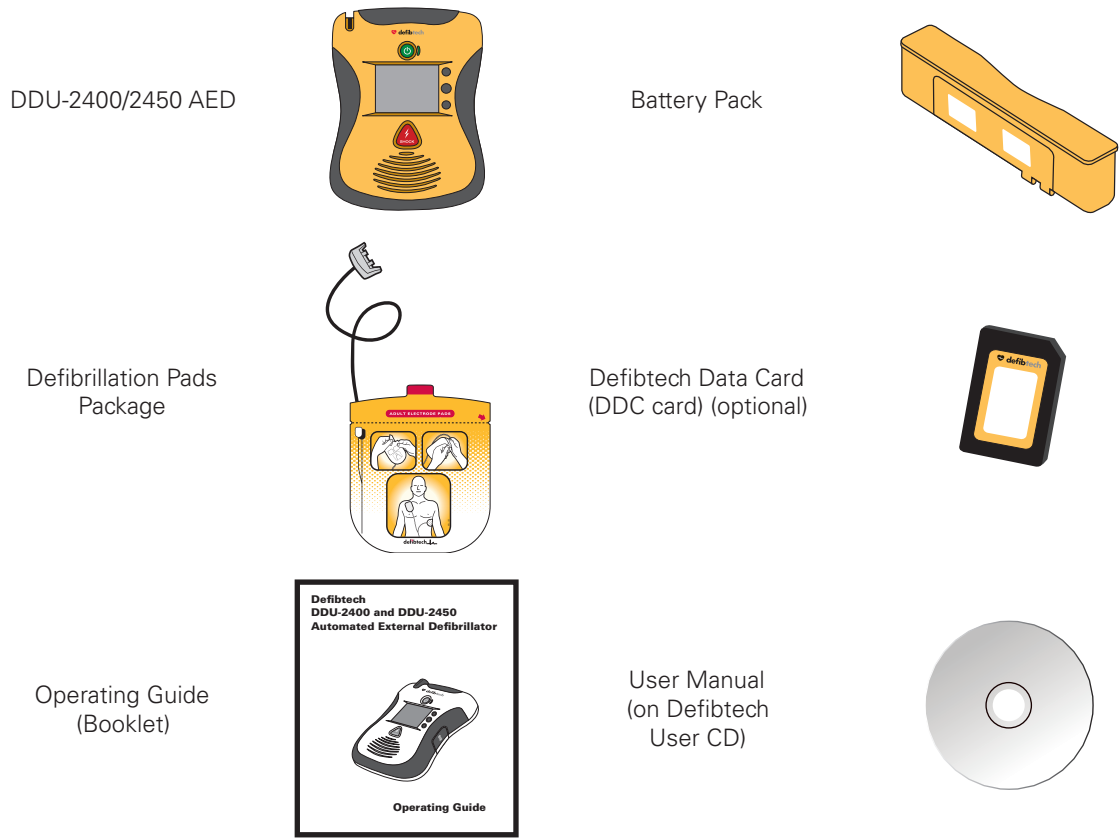 DDU-2400/2450 AED
defibtech
SHOCK
Battery Pack
Defibrillation Pads
Package
ADULT ELECTRODE PADS
defibtech
Defibtech Data Card
(DDC card) (optional)
defibtech
Operating Guide
(Booklet)
Defibtech
DDU-2400 and DDU-2450
Automated External Defibrillator
defibtech
Operating Guide
User Manual
(on Defibtech
User CD)